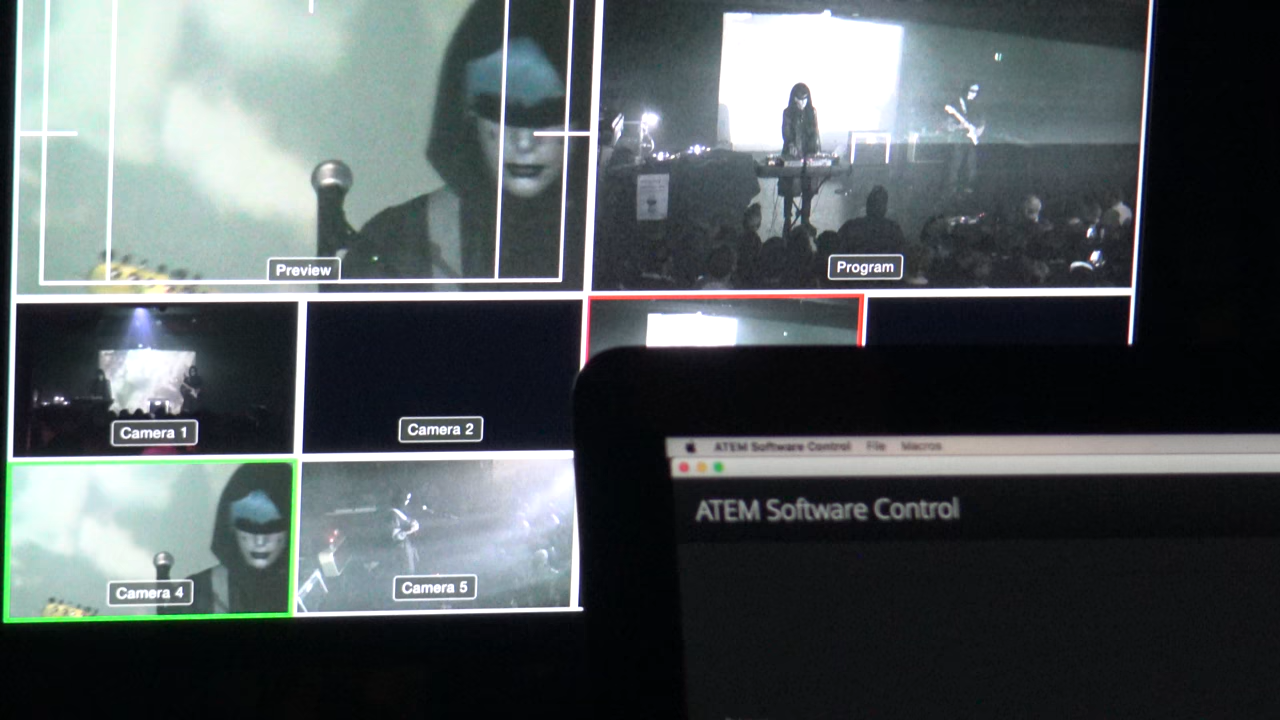 Preview
Program
Camera 1
Camera 2
Camera 4
Camera 5
ATEM Software Control File Macros
ATEM Software Control